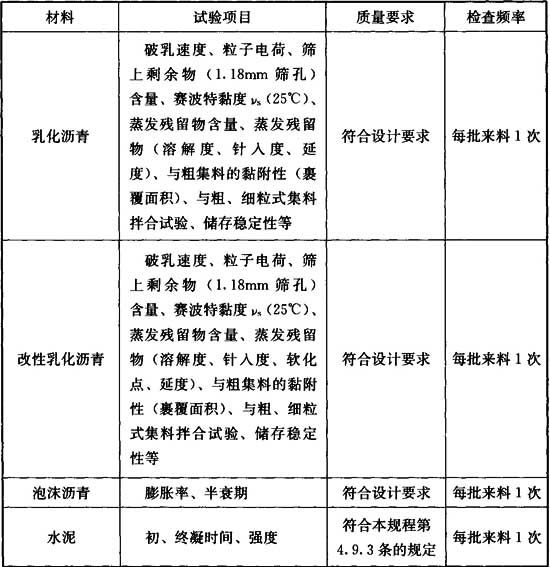 材料 试验项目 质量要求 检查频率
乳化沥青
破乳速度、粒子电荷、筛
上剩余物（1.18mm 筛孔）
含量、赛波特黏度 νs（25℃）、
蒸发残留物含量、蒸发残留
物（溶解度、针入度、延
度）、与粗集料的黏附性（裹
覆面积）、与粗、细粒式集料
拌合试验、储存稳定性等
符合设计要求
每批来料 1 次
改性乳化沥青
破乳速度、粒子电荷、筛
上剩余物（1.18mm 筛孔）
含量、赛波特黏度 νs（25℃）、
蒸发残留物含量、蒸发残留
物（溶解度、针入度、软化
点、延度）、与粗集料的黏附
性（裹覆面积）、与粗、细粒
式集料拌合试验、储存稳定
性等
符合设计要求
每批来料 1 次
泡沫沥青 膨胀率、半衰期 符合设计要求 每批来料 1 次
水泥
初、终凝时间、强度
符合本规程第
4.9.3 条的规定
每批来料 1 次